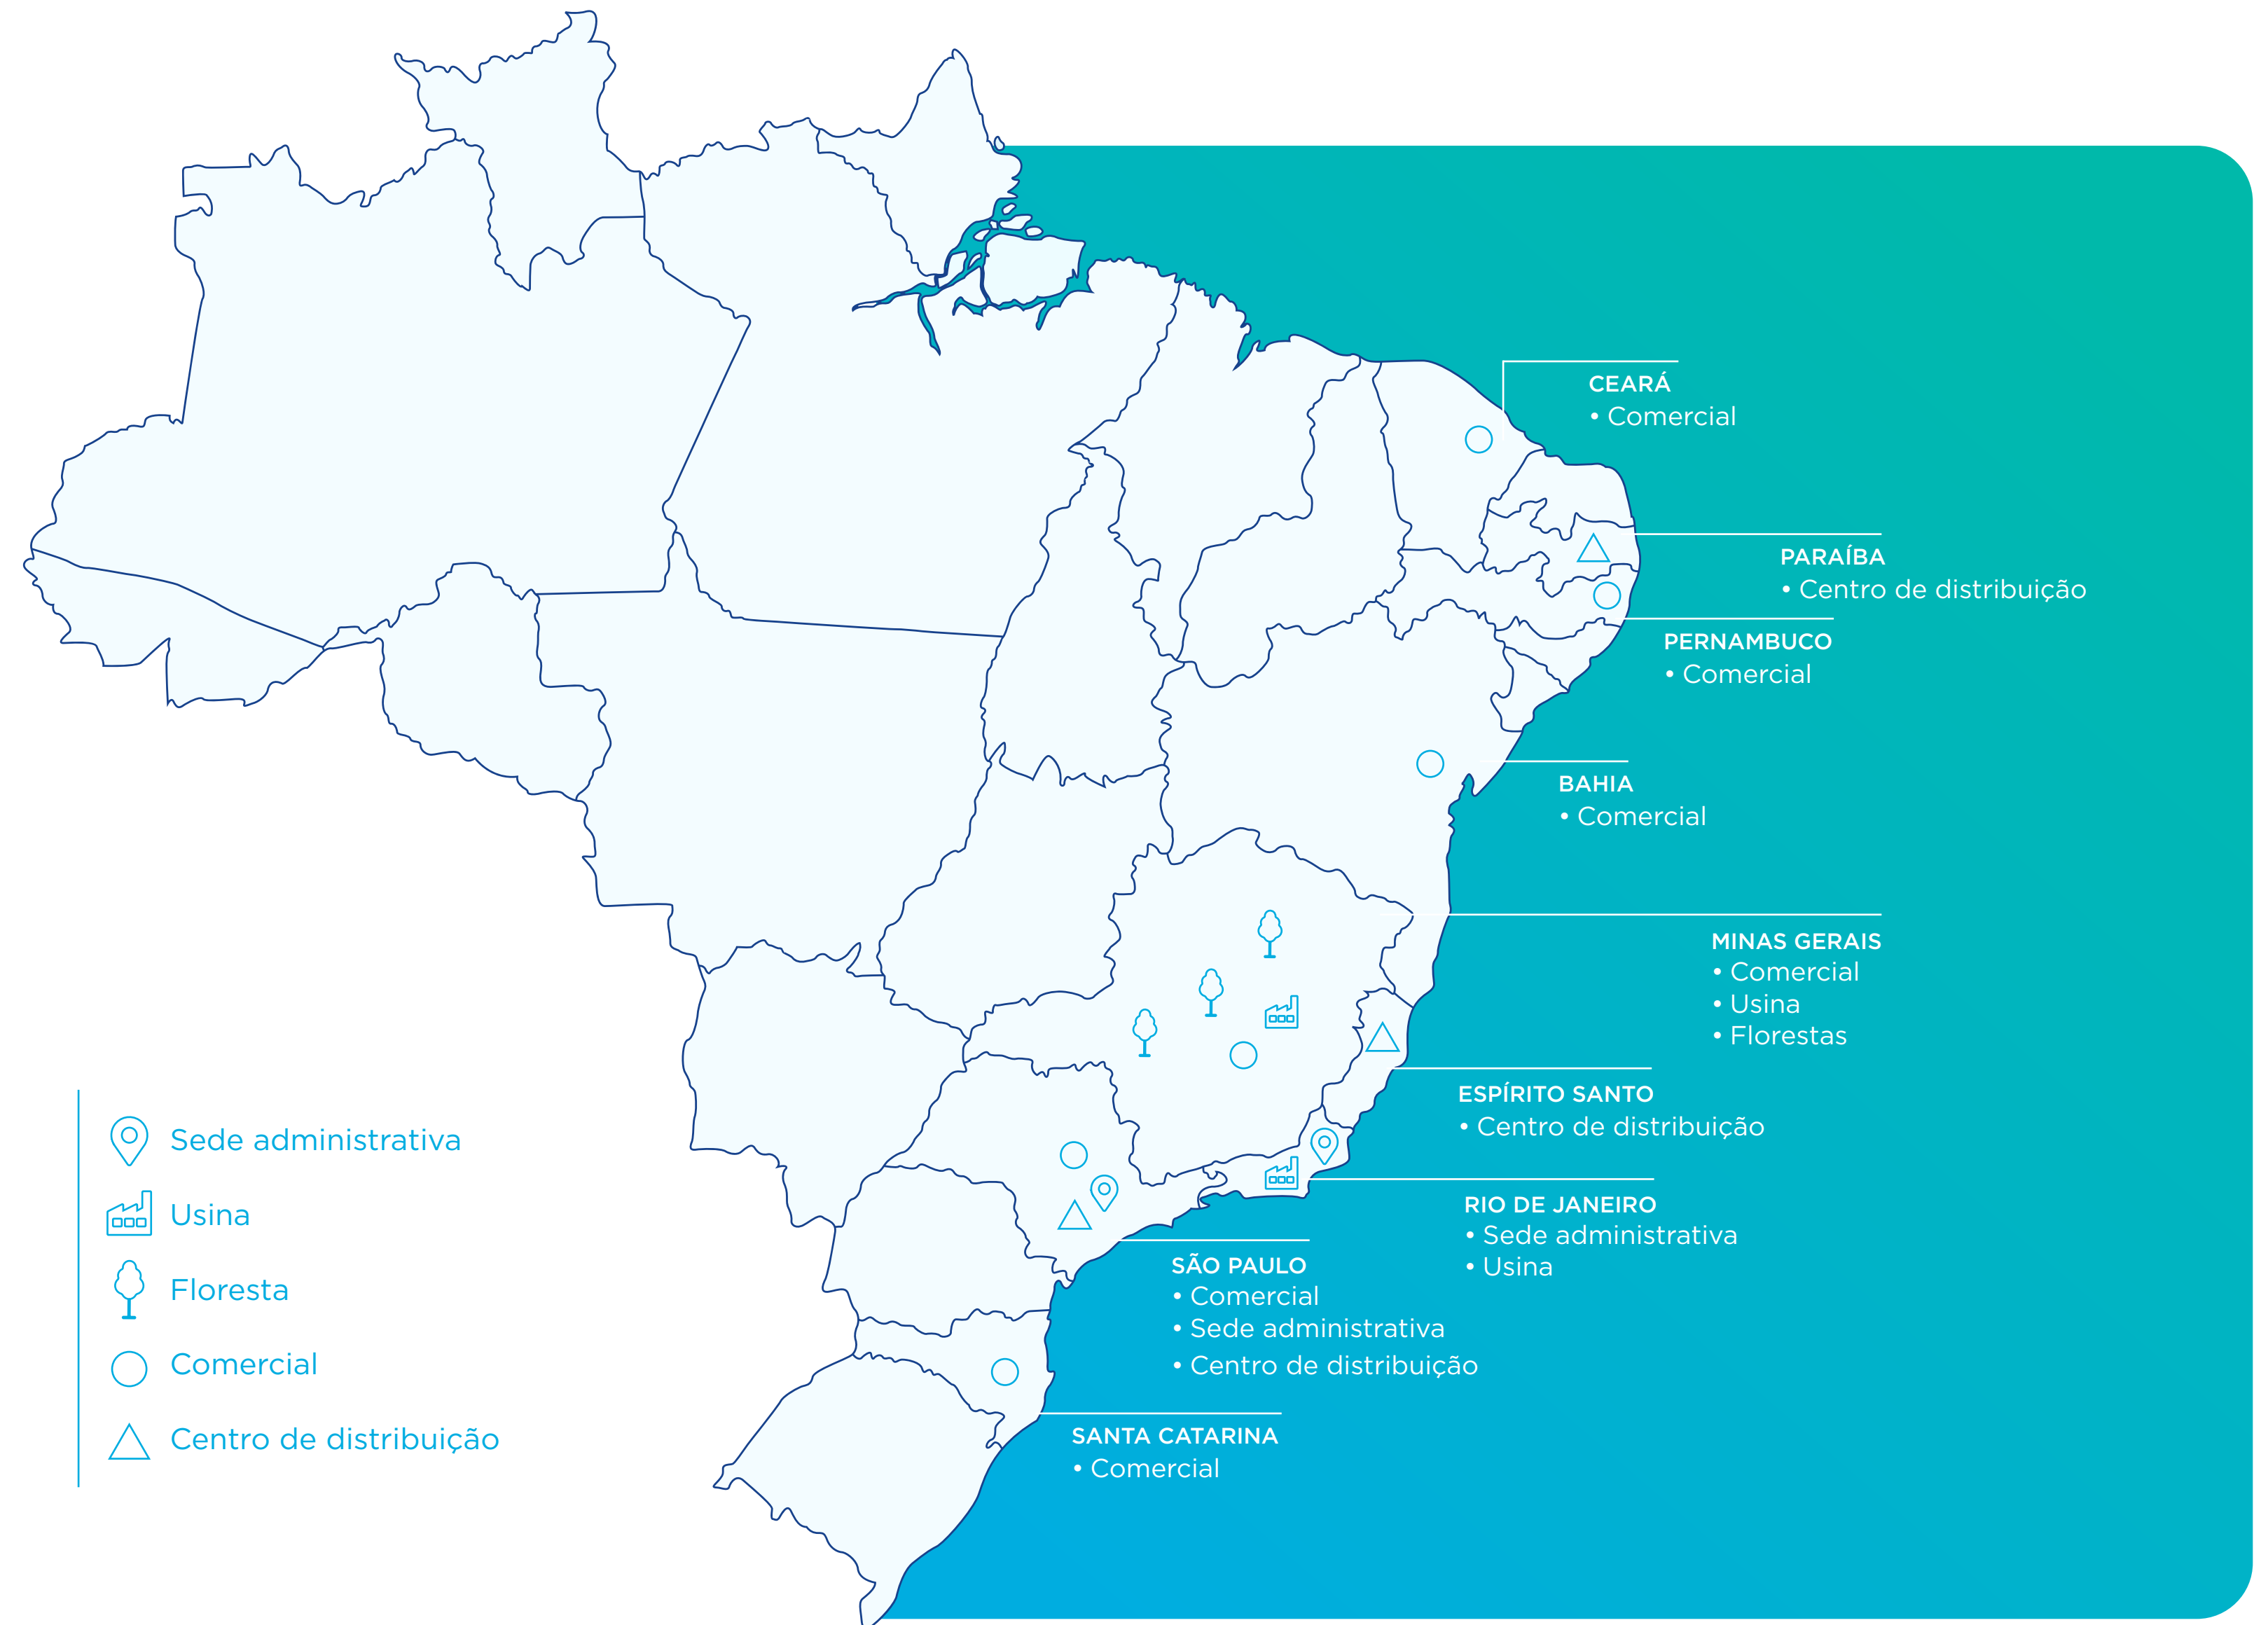 CEARÁ
• Comercial
PARAÍBA
• Centro de distribuição
PERNAMBUCO
• Comercial
BAHIA
• Comercial
MINAS GERAIS
• Comercial
• Usina
• Florestas
ESPÍRITO SANTO
• Centro de distribuição
RIO DE JANEIRO
• Sede administrativa
• Usina
SÃO PAULO
• Comercial
• Sede administrativa
• Centro de distribuição
SANTA CATARINA
• Comercial
Sede administrativa
Usina
Floresta
Comercial
Centro de distribuição